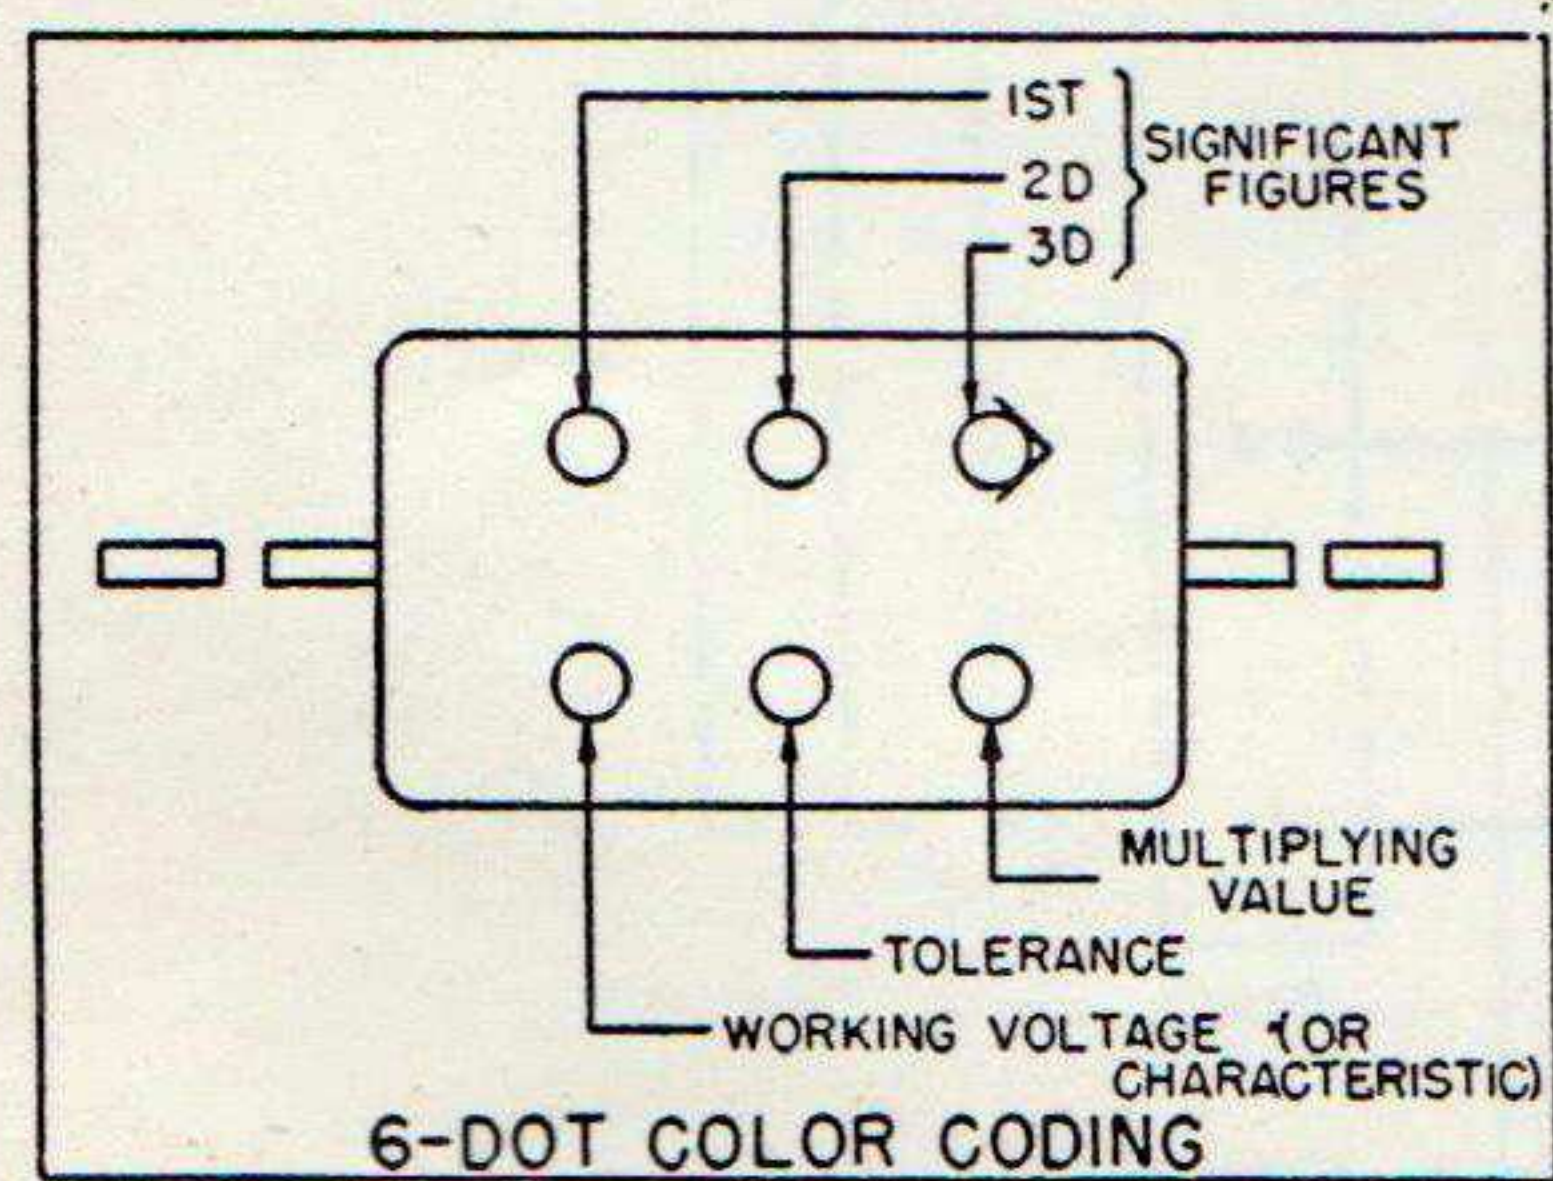 1ST
2D
3D
SIGNIFICANT
FIGURES
MULTIPLYING
VALUE
TOLERANCE
WORKING VOLTAGE (OR
CHARACTERISTIC)
6-DOT COLOR CODING